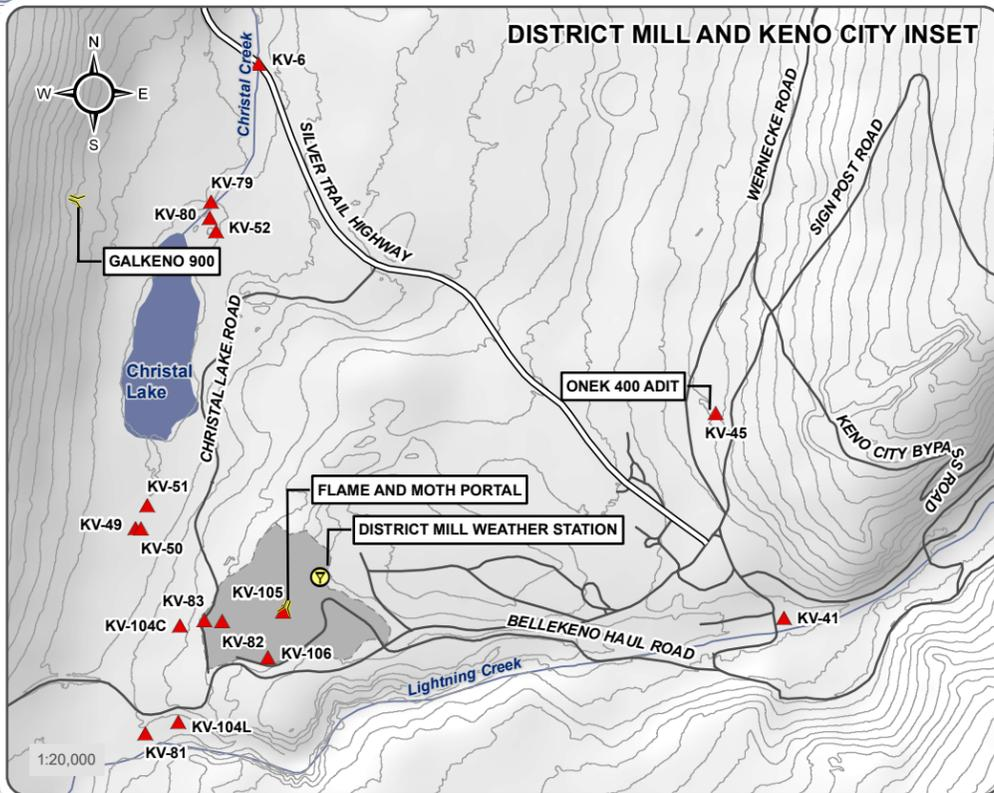 DISTRICT MILL AND KENO CITY INSET
N
W
E
S
Christal Creek
KV-6
SILVER TRAIL HIGHWAY
WERNECKE ROAD
SIGN POST ROAD
KV-79
KV-80
KV-52
GALKENO 900
CHRISTAL LAKE ROAD
Christal
Lake
ONEK 400 ADIT
KV-45
KENO CITY BYPA
SS ROAD
KV-51
KV-49
KV-50
FLAME AND MOTH PORTAL
DISTRICT MILL WEATHER STATION
KV-105
KV-83
KV-104C
KV-82
KV-106
BELLEKENO HAUL ROAD
KV-41
Lightning Creek
KV-104L
KV-81
1:20,000